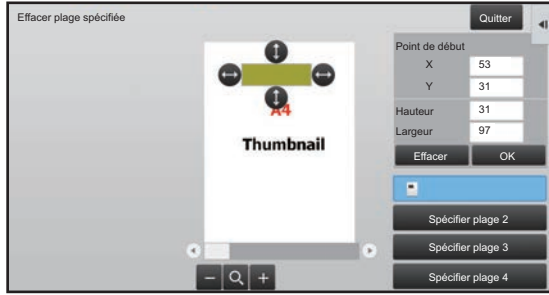 Effacer plage spécifiée
Quitter
Point de début
X 53
Y 31
Hauteur 31
Largeur 97
Effacer OK
A4
Thumbnail
Spécifier plage 2
Spécifier plage 3
Spécifier plage 4